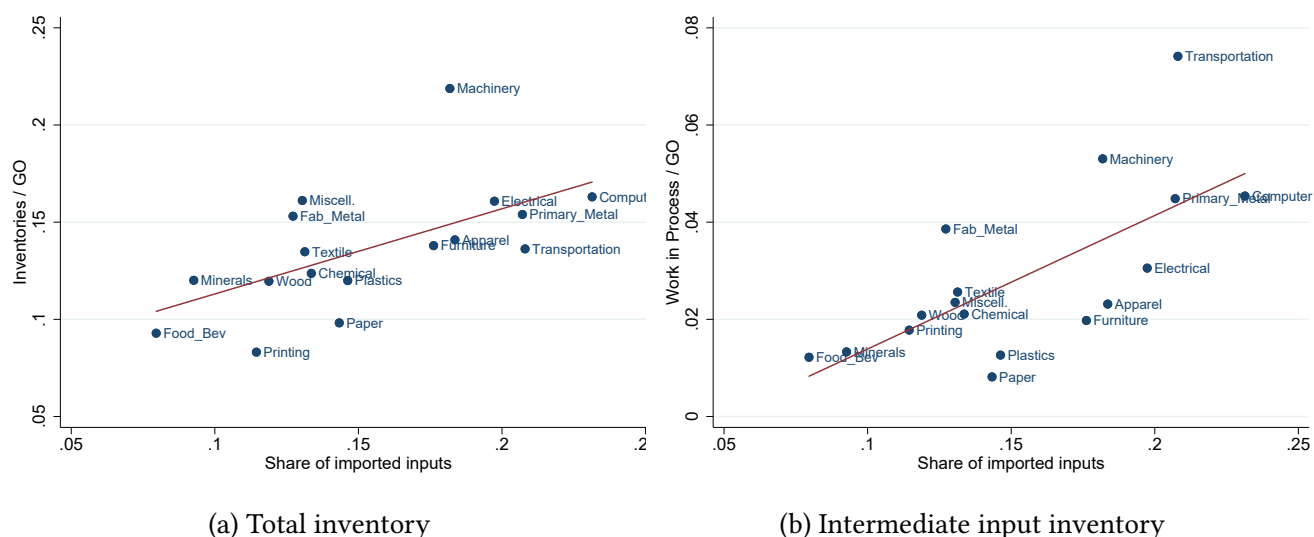 .25
.2
.15
.1
.05
Inventories / GO
Machinery
Miscell.
Fab_Metal
Electrical
Comput
Primary_Metal
Textile
Apparel
Furniture
Transportation
Chemical
Minerals
Wood
Plastics
Food_Bev
Paper
Printing
.05 .1 .15 .2 .2
Share of imported inputs
(a) Total inventory
.08
.06
.04
.02
0
Work in Process / GO
Transportation
Machinery
Primary_Metal
Computer
Fab_Metal
Electrical
Textile
Miscell.
Apparel
Wood
Chemical
Furniture
Printing
Minerals
Food_Bev
Plastics
Paper
.05 .1 .15 .2 .25
Share of imported inputs
(b) Intermediate input inventory